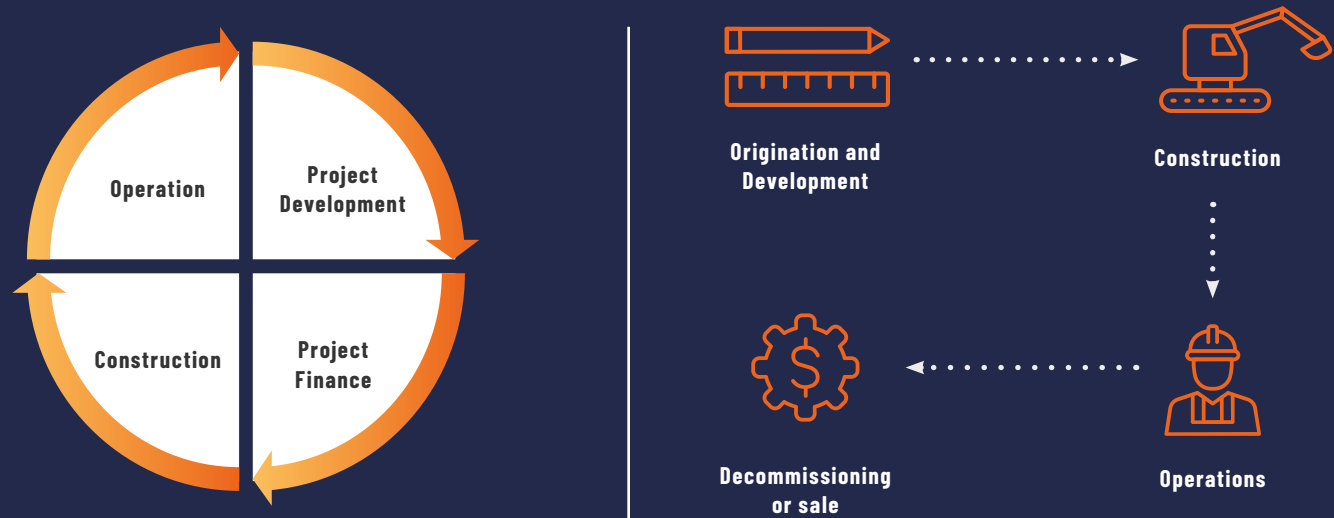 Operation
Project
Development
Construction
Project
Finance
Origination and
Development
Construction
$
Decommissioning
or sale
Operations